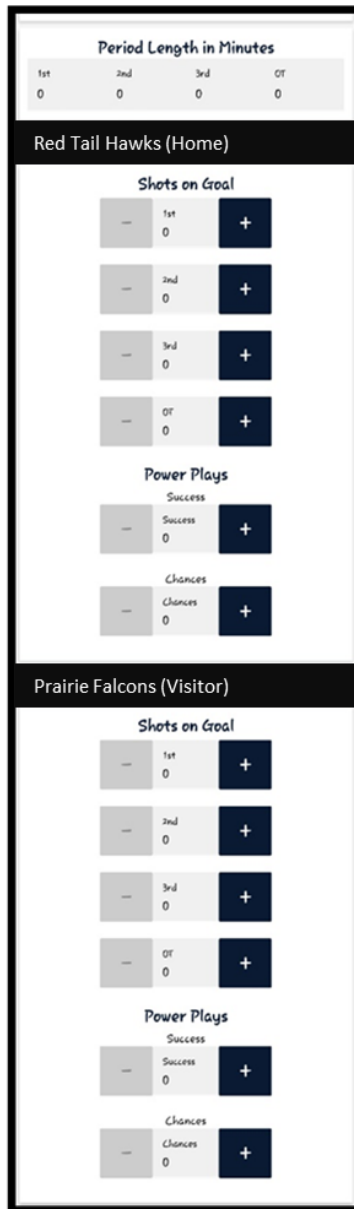 Period Length in Minutes
1st 2nd 3rd OT
0 0 0 0
Red Tail Hawks (Home)
Shots on Goal
1st
− 0 +
2nd
− 0 +
3rd
− 0 +
OT
− 0 +
Power Plays
Success
Success
− 0 +
Chances
Chances
− 0 +
Prairie Falcons (Visitor)
Shots on Goal
1st
− 0 +
2nd
− 0 +
3rd
− 0 +
OT
− 0 +
Power Plays
Success
Success
− 0 +
Chances
Chances
− 0 +